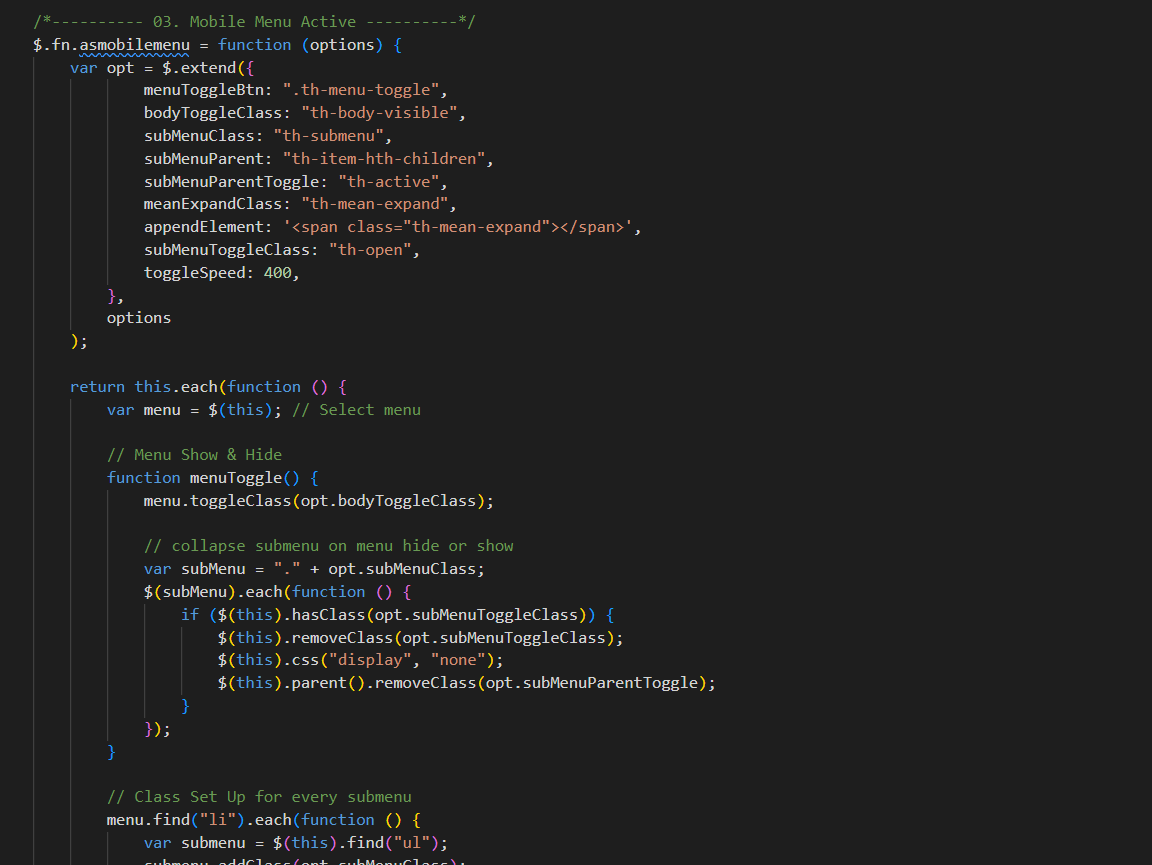 /*---------- 03. Mobile Menu Active ----------*/
$.fn.asmobilemenu = function (options) {
    var opt = $.extend({
            menuToggleBtn: ".th-menu-toggle",
            bodyToggleClass: "th-body-visible",
            subMenuClass: "th-submenu",
            subMenuParent: "th-item-hth-children",
            subMenuParentToggle: "th-active",
            meanExpandClass: "th-mean-expand",
            appendElement: '<span class="th-mean-expand"></span>',
            subMenuToggleClass: "th-open",
            toggleSpeed: 400,
        },
        options
    );

    return this.each(function () {
        var menu = $(this); // Select menu

        // Menu Show & Hide
        function menuToggle() {
            menu.toggleClass(opt.bodyToggleClass);

            // collapse submenu on menu hide or show
            var subMenu = "." + opt.subMenuClass;
            $(subMenu).each(function () {
                if ($(this).hasClass(opt.subMenuToggleClass)) {
                    $(this).removeClass(opt.subMenuToggleClass);
                    $(this).css("display", "none");
                    $(this).parent().removeClass(opt.subMenuParentToggle);
                }
            });
        }

        // Class Set Up for every submenu
        menu.find("li").each(function () {
            var submenu = $(this).find("ul");
            submenu.addClass(opt.subMenuClass);